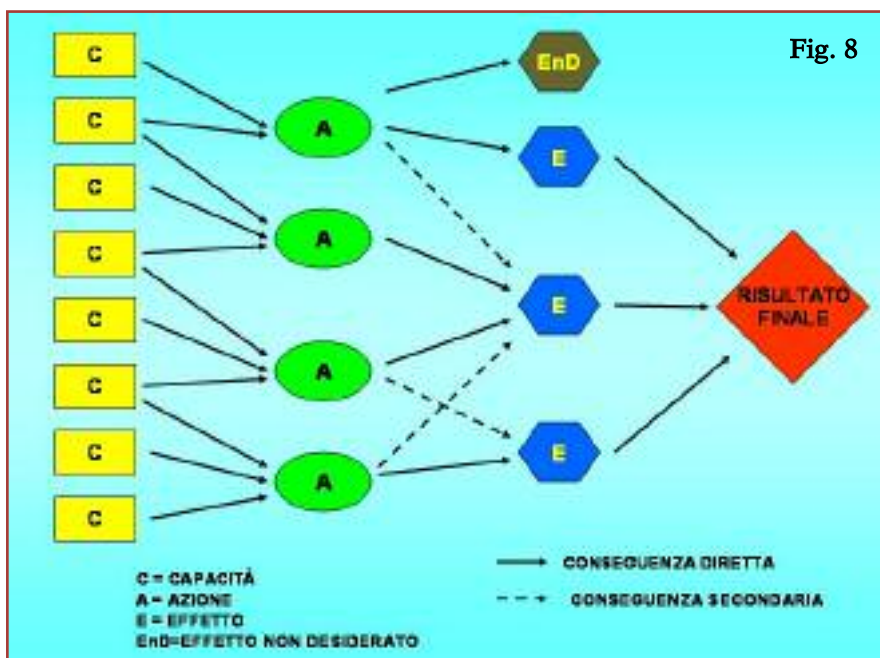 Fig. 8
C
C
C
C
C
C
C
C
A
A
A
A
EnD
E
E
E
RISULTATO
FINALE
C = CAPACITÀ
A = AZIONE
E = EFFETTO
EnD=EFFETTO NON DESIDERATO
CONSEGUENZA DIRETTA
CONSEGUENZA SECONDARIA